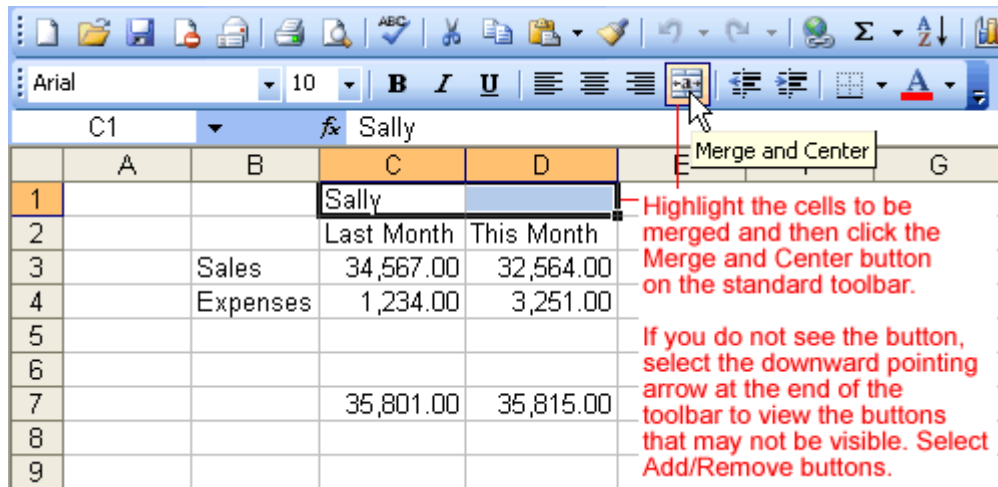 ABC
Arial 10 B I U a A
C1 fx Sally
Merge and Center
A B C D E G
1 Sally
2 Last Month This Month
3 Sales 34,567.00 32,564.00
4 Expenses 1,234.00 3,251.00
5
6
7 35,801.00 35,815.00
8
9
Highlight the cells to be
merged and then click the
Merge and Center button
on the standard toolbar.
If you do not see the button,
select the downward pointing
arrow at the end of the
toolbar to view the buttons
that may not be visible. Select
Add/Remove buttons.